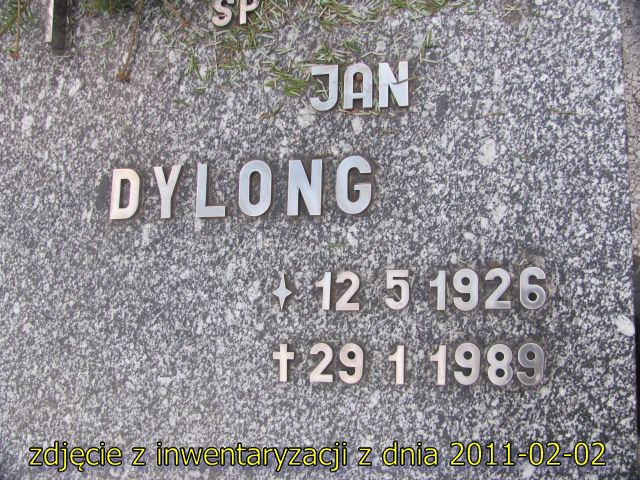 SP
JAN
DYLONG
12 5 1926
29 1 1989
zdjęcie z inwentaryzacji z dnia 2011-02-02